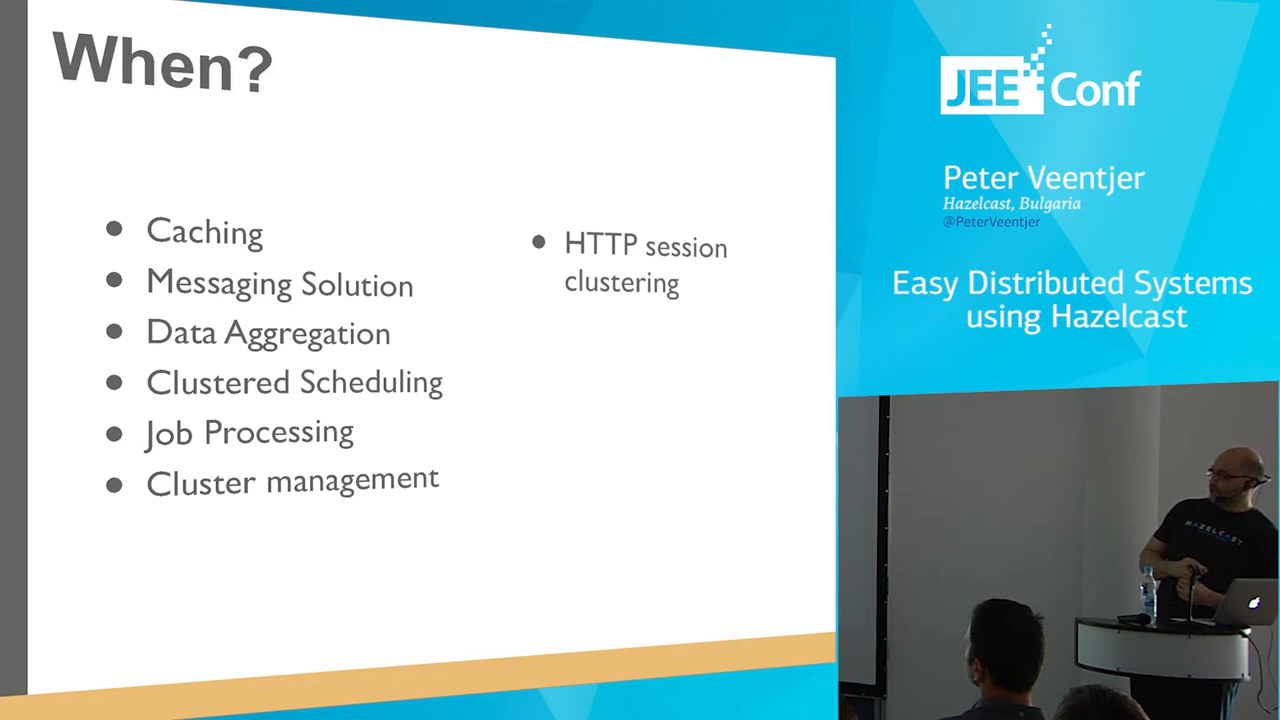 When?
• Caching
• Messaging Solution
• Data Aggregation
• Clustered Scheduling
• Job Processing
• Cluster management
• HTTP session
clustering
JEE Conf
Peter Veentjer
Hazelcast, Bulgaria
@PeterVeentjer
Easy Distributed Systems
using Hazelcast
HAZELCAST